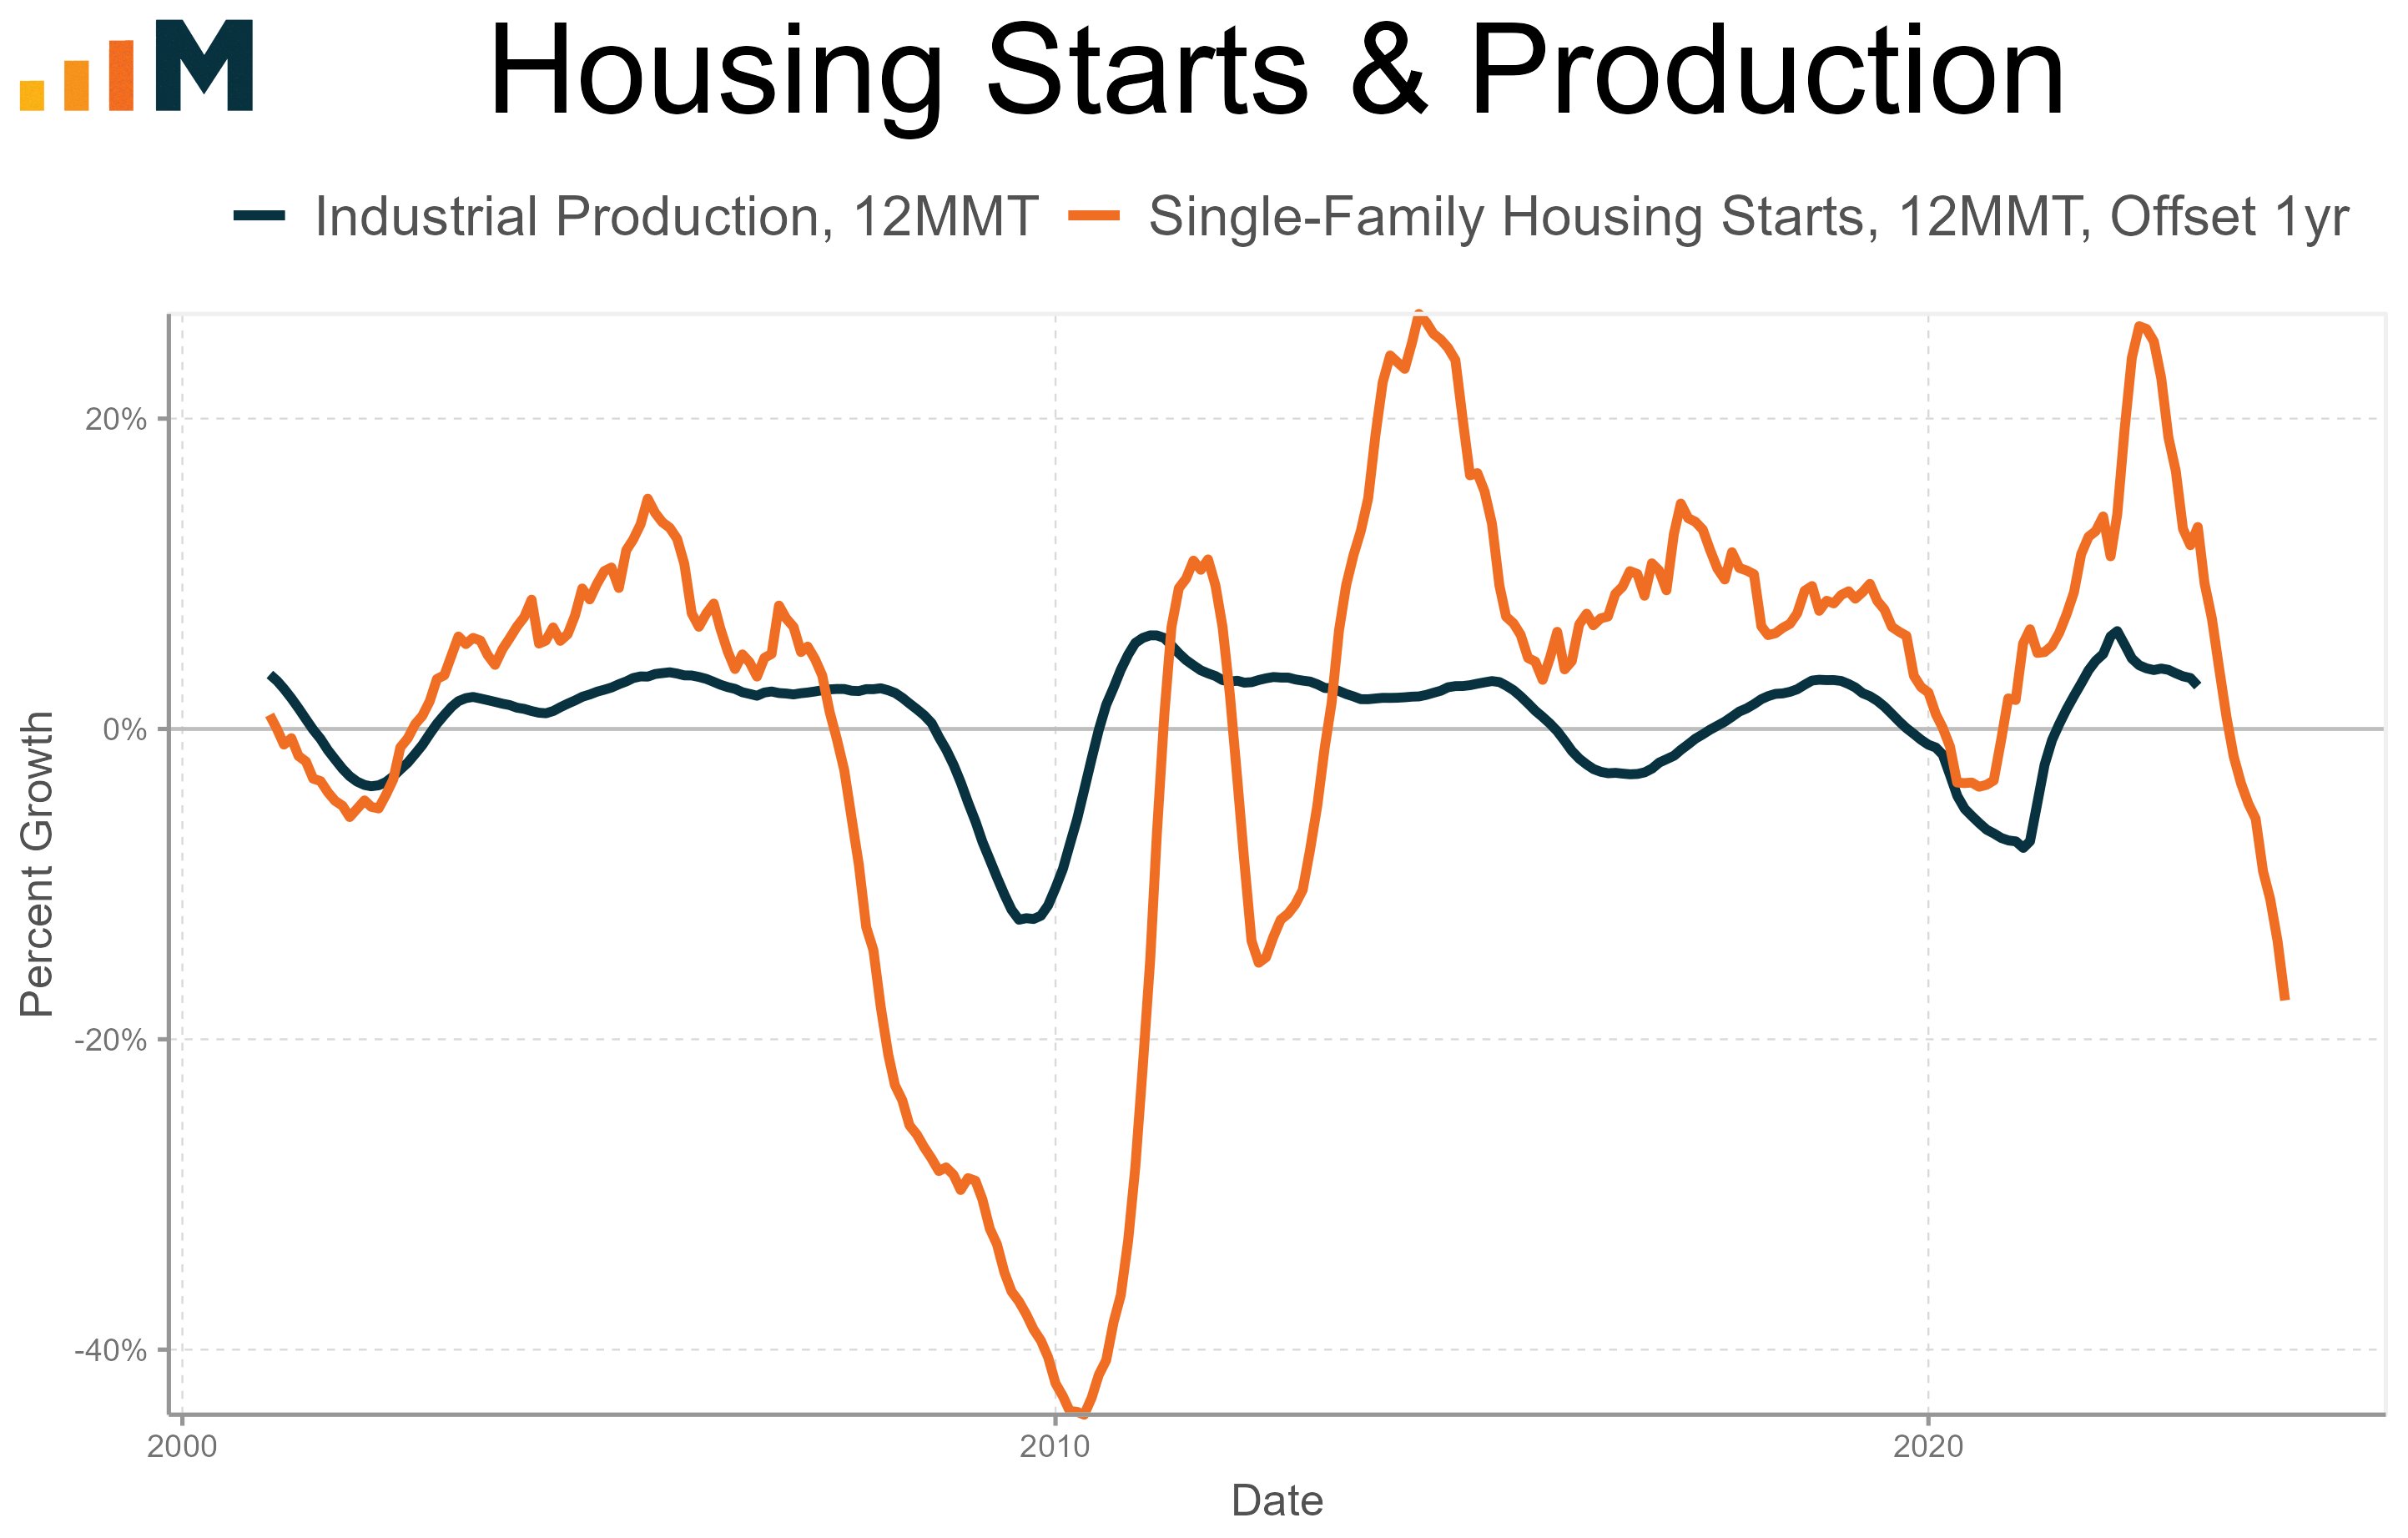 M
Housing Starts & Production
Industrial Production, 12MMT Single-Family Housing Starts, 12MMT, Offset 1yr
Percent Growth
20%
0%
-20%
-40%
2000 2010 2020
Date